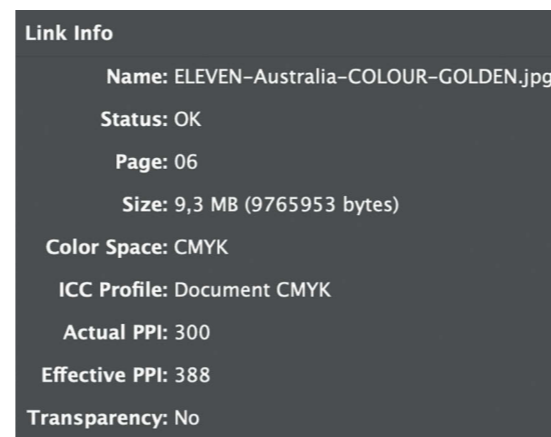 Link Info
Name: ELEVEN-Australia-COLOUR-GOLDEN.jpg
Status: OK
Page: 06
Size: 9,3 MB (9765953 bytes)
Color Space: CMYK
ICC Profile: Document CMYK
Actual PPI: 300
Effective PPI: 388
Transparency: No